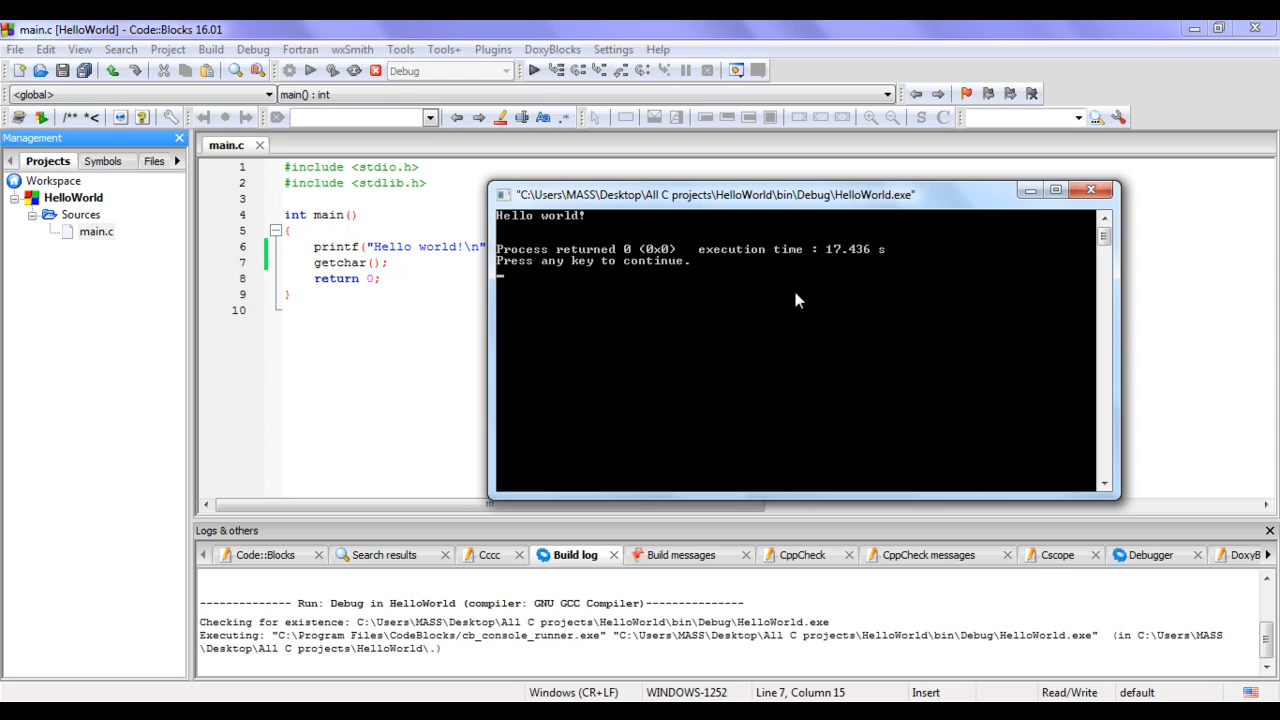 main.c [HelloWorld] - Code::Blocks 16.01
File Edit View Search Project Build Debug Fortran wxSmith Tools Tools+ Plugins DoxyBlocks Settings Help
Debug
<global> main() : int
/** *<
Management
main.c
Projects Symbols Files
Workspace
HelloWorld
Sources
main.c
1 #include <stdio.h>
2 #include <stdlib.h>
3
4 int main()
5 {
6 printf("Hello world!\n"
7 getchar();
8 return 0;
9 }
10
"C:\Users\MASS\Desktop\All C projects\HelloWorld\bin\Debug\HelloWorld.exe"
Hello world!
Process returned 0 (0x0)   execution time : 17.436 s
Press any key to continue.
Logs & others
Code::Blocks Search results Cccc Build log Build messages CppCheck CppCheck messages Cscope Debugger DoxyB
-------------- Run: Debug in HelloWorld (compiler: GNU GCC Compiler)---------------
Checking for existence: C:\Users\MASS\Desktop\All C projects\HelloWorld\bin\Debug\HelloWorld.exe
Executing: "C:\Program Files\CodeBlocks/cb_console_runner.exe" "C:\Users\MASS\Desktop\All C projects\HelloWorld\bin\Debug\HelloWorld.exe"  (in C:\Users\MASS
\Desktop\All C projects\HelloWorld\.)
Windows (CR+LF) WINDOWS-1252 Line 7, Column 15 Insert Read/Write default